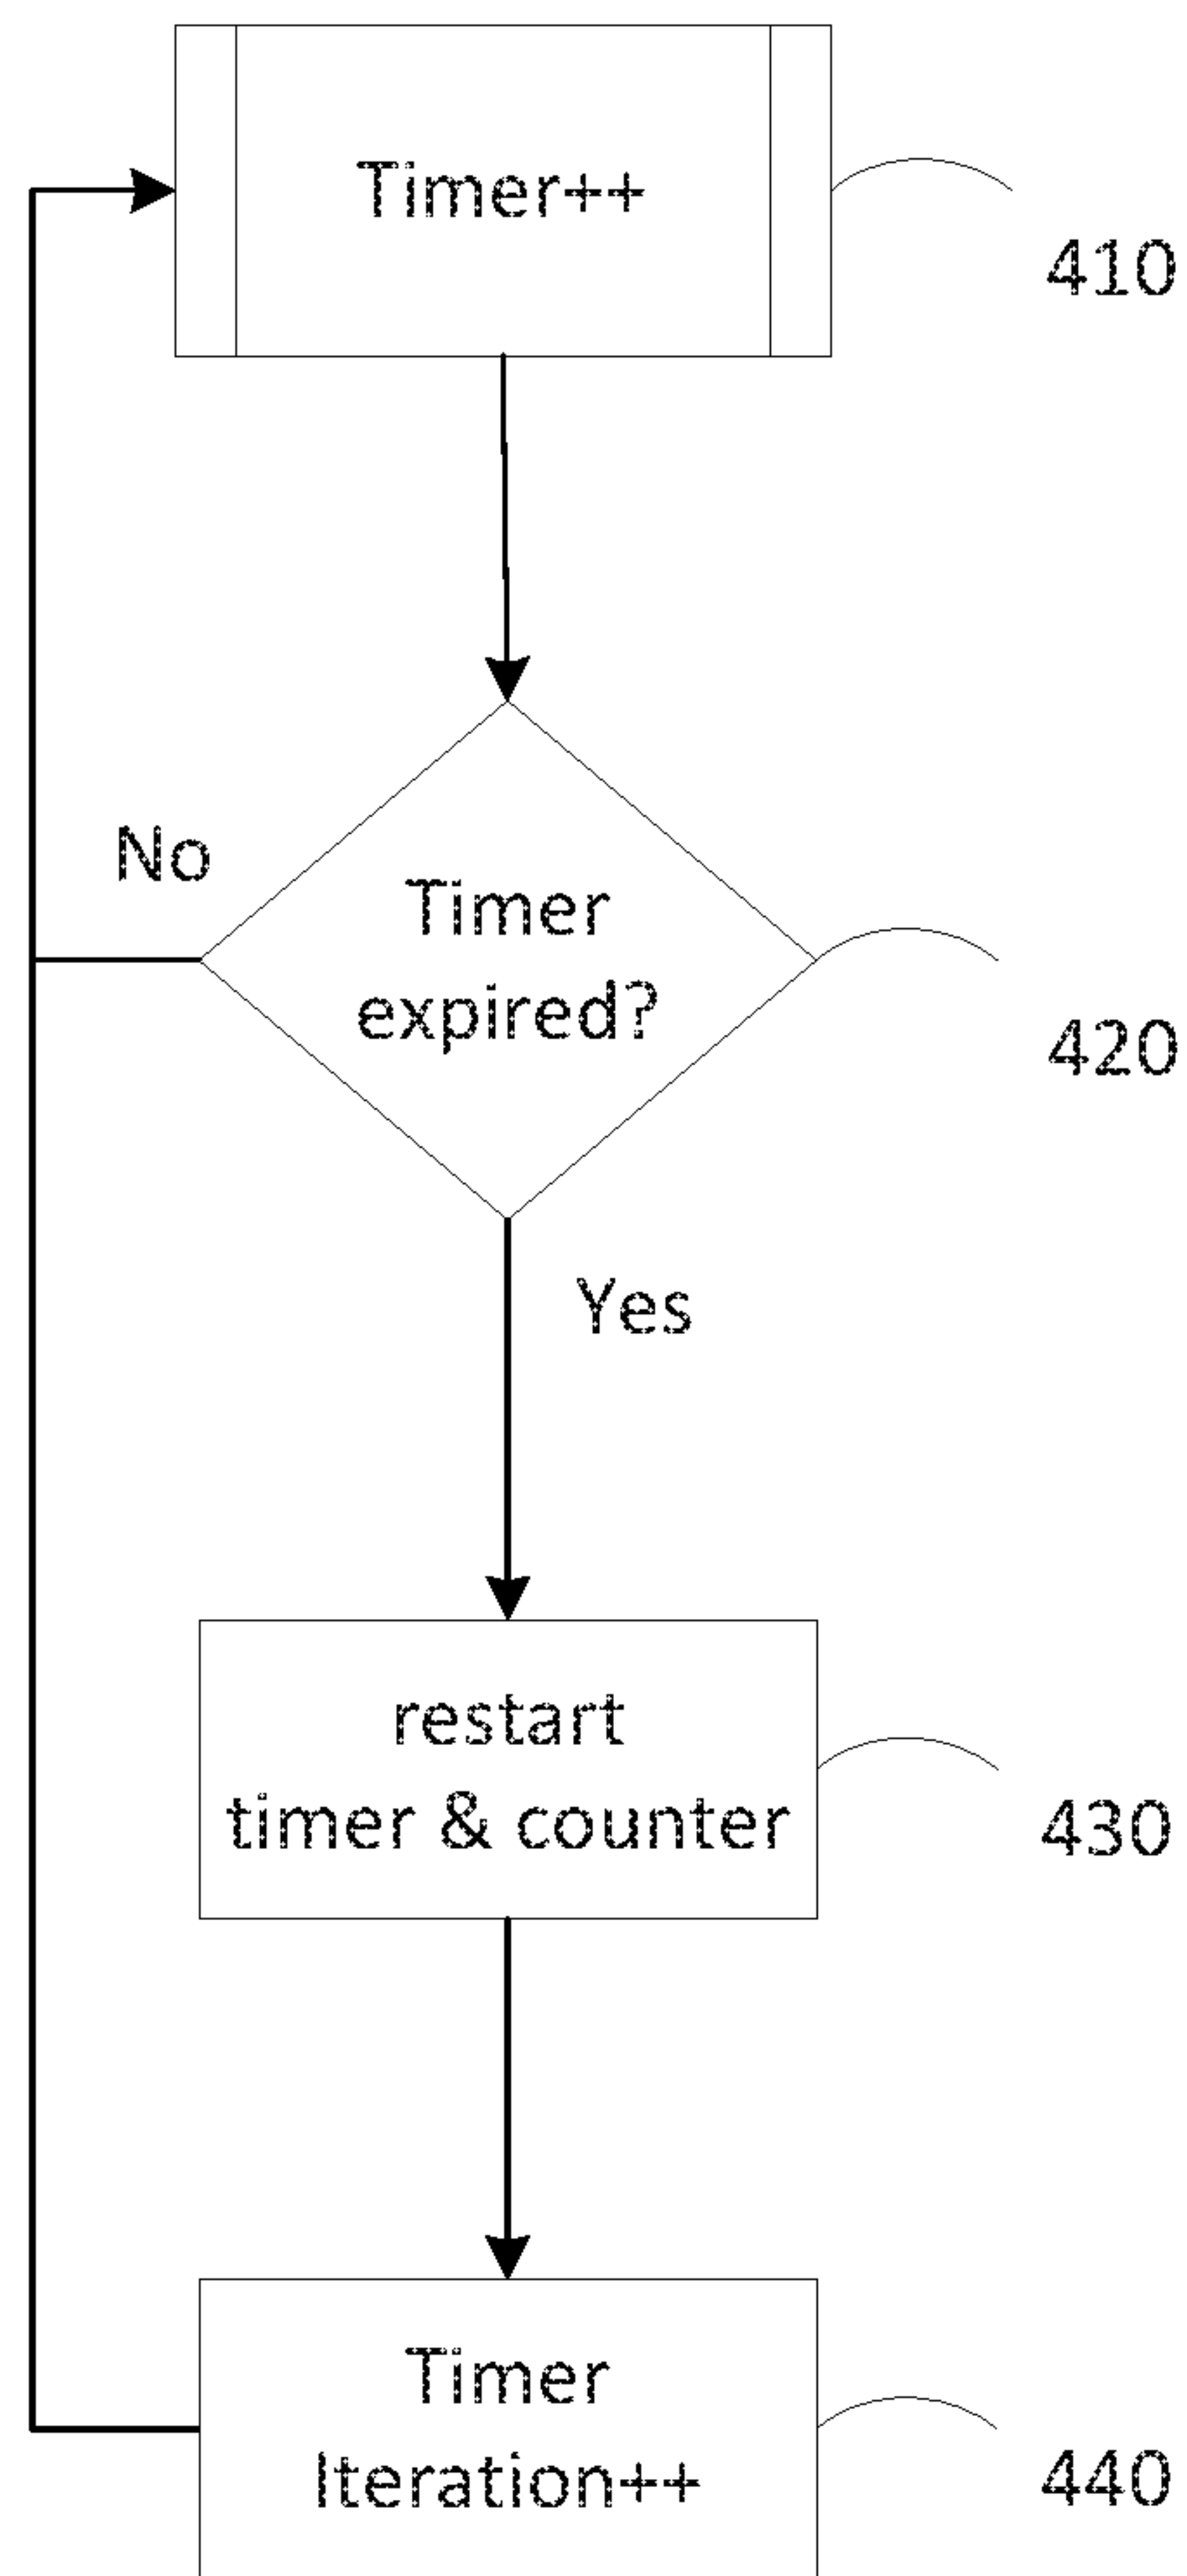 Timer++
410
No
Timer
expired?
420
Yes
restart
timer & counter
430
Timer
Iteration++
440